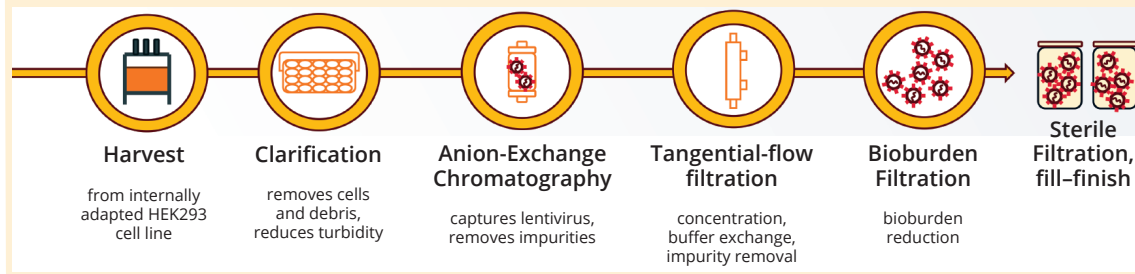 Harvest
from internally
adapted HEK293
cell line
Clarification
removes cells
and debris,
reduces turbidity
Anion-Exchange
Chromatography
captures lentivirus,
removes impurities
Tangential-flow
filtration
concentration,
buffer exchange,
impurity removal
Bioburden
Filtration
bioburden
reduction
Sterile
Filtration,
fill–finish